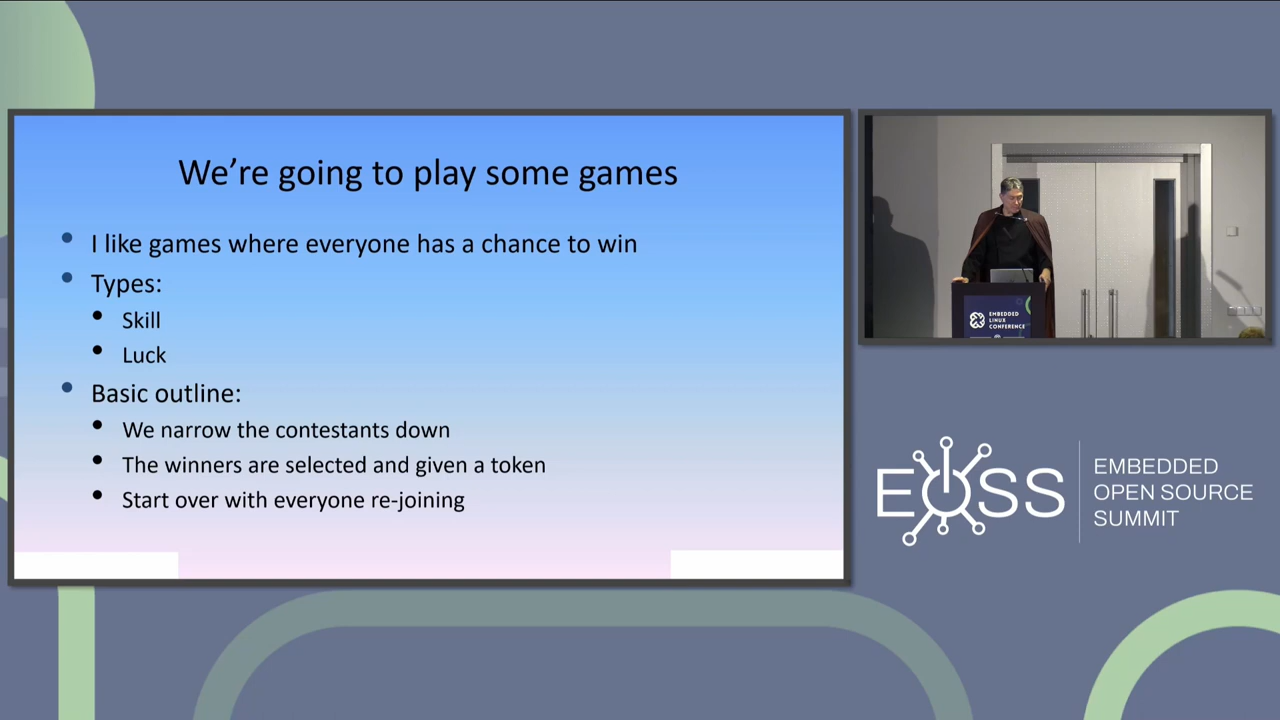 We're going to play some games
I like games where everyone has a chance to win
Types:
Skill
Luck
Basic outline:
We narrow the contestants down
The winners are selected and given a token
Start over with everyone re-joining
EMBEDDED
LINUX
CONFERENCE
EOSS
EMBEDDED
OPEN SOURCE
SUMMIT